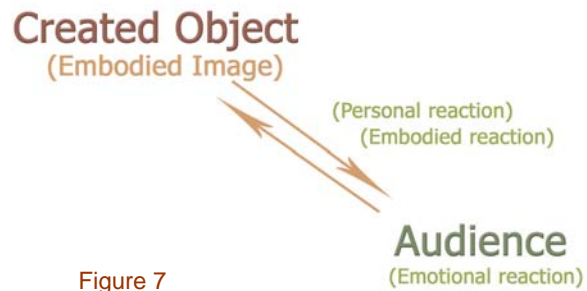 Created Object
(Embodied Image)
(Personal reaction)
(Embodied reaction)
Audience
(Emotional reaction)
Figure 7